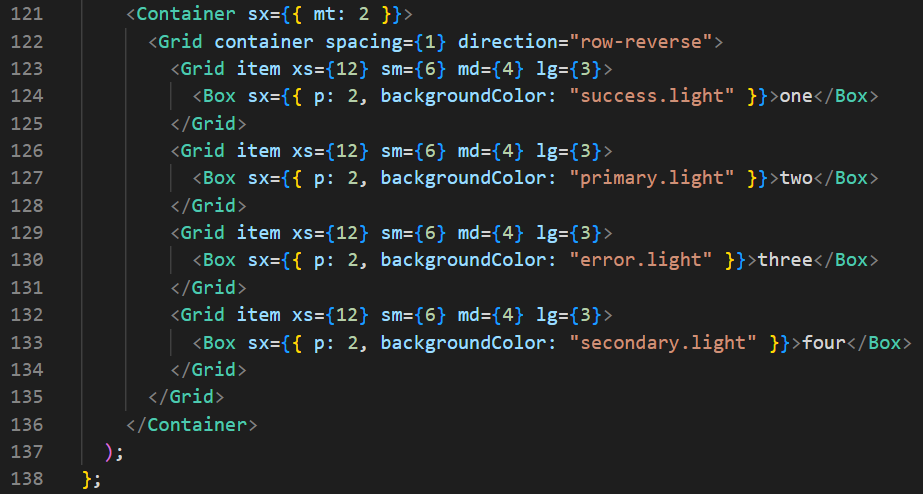 121 <Container sx={{ mt: 2 }}>
122 <Grid container spacing={1} direction="row-reverse">
123 <Grid item xs={12} sm={6} md={4} lg={3}>
124 <Box sx={{ p: 2, backgroundColor: "success.light" }}>one</Box>
125 </Grid>
126 <Grid item xs={12} sm={6} md={4} lg={3}>
127 <Box sx={{ p: 2, backgroundColor: "primary.light" }}>two</Box>
128 </Grid>
129 <Grid item xs={12} sm={6} md={4} lg={3}>
130 <Box sx={{ p: 2, backgroundColor: "error.light" }}>three</Box>
131 </Grid>
132 <Grid item xs={12} sm={6} md={4} lg={3}>
133 <Box sx={{ p: 2, backgroundColor: "secondary.light" }}>four</Box>
134 </Grid>
135 </Grid>
136 </Container>
137 );
138 };